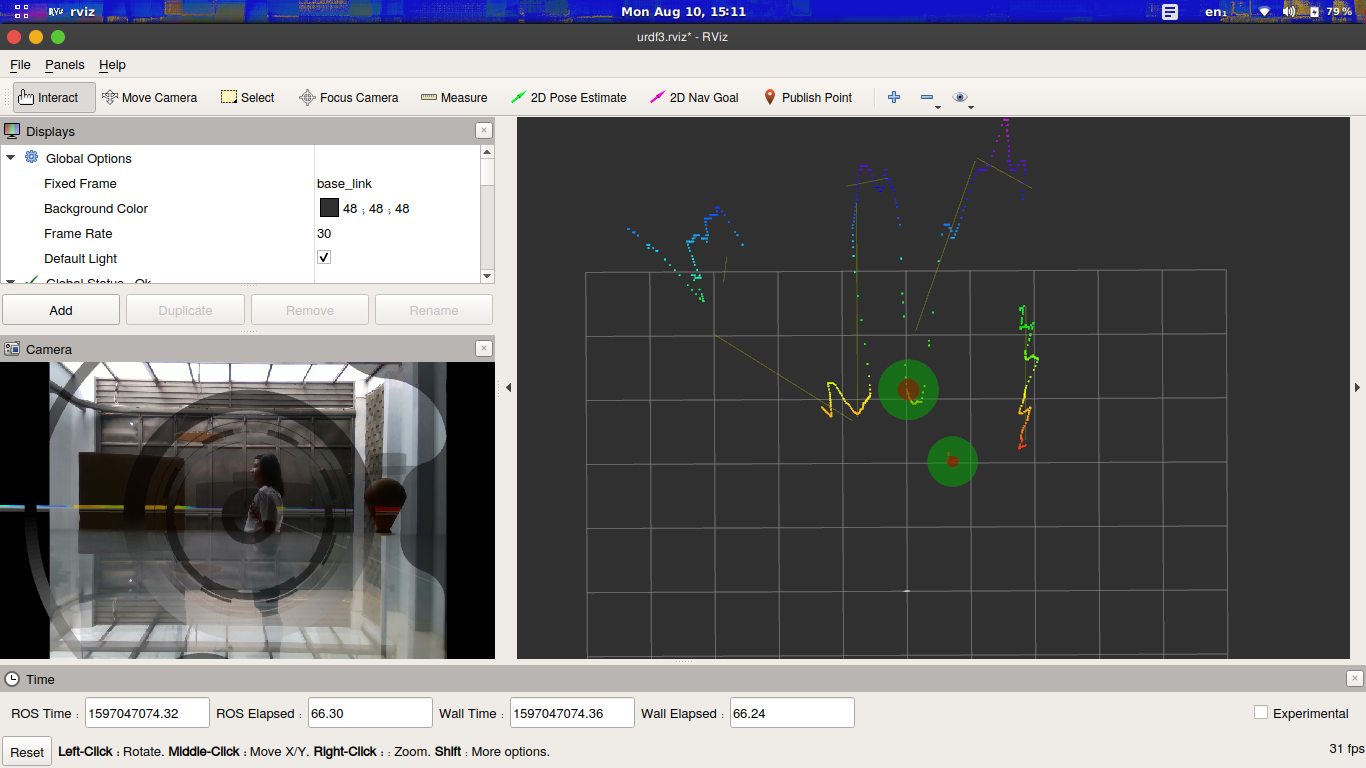 rviz Mon Aug 10, 15:11 en₁ 79 %
urdf3.rviz* - RViz
File Panels Help
Interact Move Camera Select Focus Camera Measure 2D Pose Estimate 2D Nav Goal Publish Point
Displays
Global Options
Fixed Frame base_link
Background Color 48; 48; 48
Frame Rate 30
Default Light
Global Status: Ok
Add Duplicate Remove Rename
Camera
Time
ROS Time: 1597047074.32 ROS Elapsed: 66.30 Wall Time: 1597047074.36 Wall Elapsed: 66.24 Experimental
Reset Left-Click: Rotate. Middle-Click: Move X/Y. Right-Click: : Zoom. Shift: More options. 31 fps